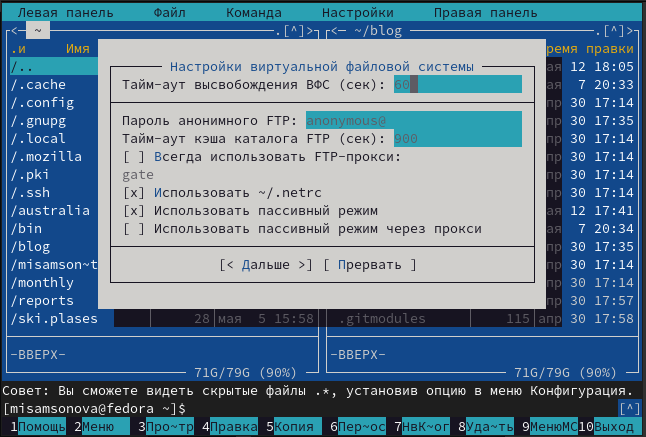 Левая панель Файл Команда Настройки Правая панель
<─ ~ .[^]> <─ ~/blog .[^]>
.и Имя ремя правки
/.. 12 18:05
/.cache 7 20:33
/.config 30 17:14
/.gnupg 30 17:35
/.local 30 17:14
/.mozilla 30 17:14
/.pki 30 17:14
/.ssh 30 17:14
/australia 12 17:41
/bin 7 20:34
/blog 30 17:35
/misamson~t 30 17:14
/monthly пр 30 17:14
/reports пр 30 17:57
/ski.plases 28 мая 5 15:58 .gitmodules 115 апр 30 17:58
Настройки виртуальной файловой системы
Тайм-аут высвобождения ВФС (сек): 60
Пароль анонимного FTP: anonymous@
Тайм-аут кэша каталога FTP (сек): 900
[ ] Всегда использовать FTP-прокси:
gate
[x] Использовать ~/.netrc
[x] Использовать пассивный режим
[ ] Использовать пассивный режим через прокси
[< Дальше >] [ Прервать ]
-ВВЕРХ- -ВВЕРХ-
71G/79G (90%) 71G/79G (90%)
Совет: Вы сможете видеть скрытые файлы .*, установив опцию в меню Конфигурация.
[misamsonova@fedora ~]$ [^]
1Помощь 2Меню 3Про~тр 4Правка 5Копия 6Пер~ос 7НвК~ог 8Уда~ть 9МенюMC 10Выход